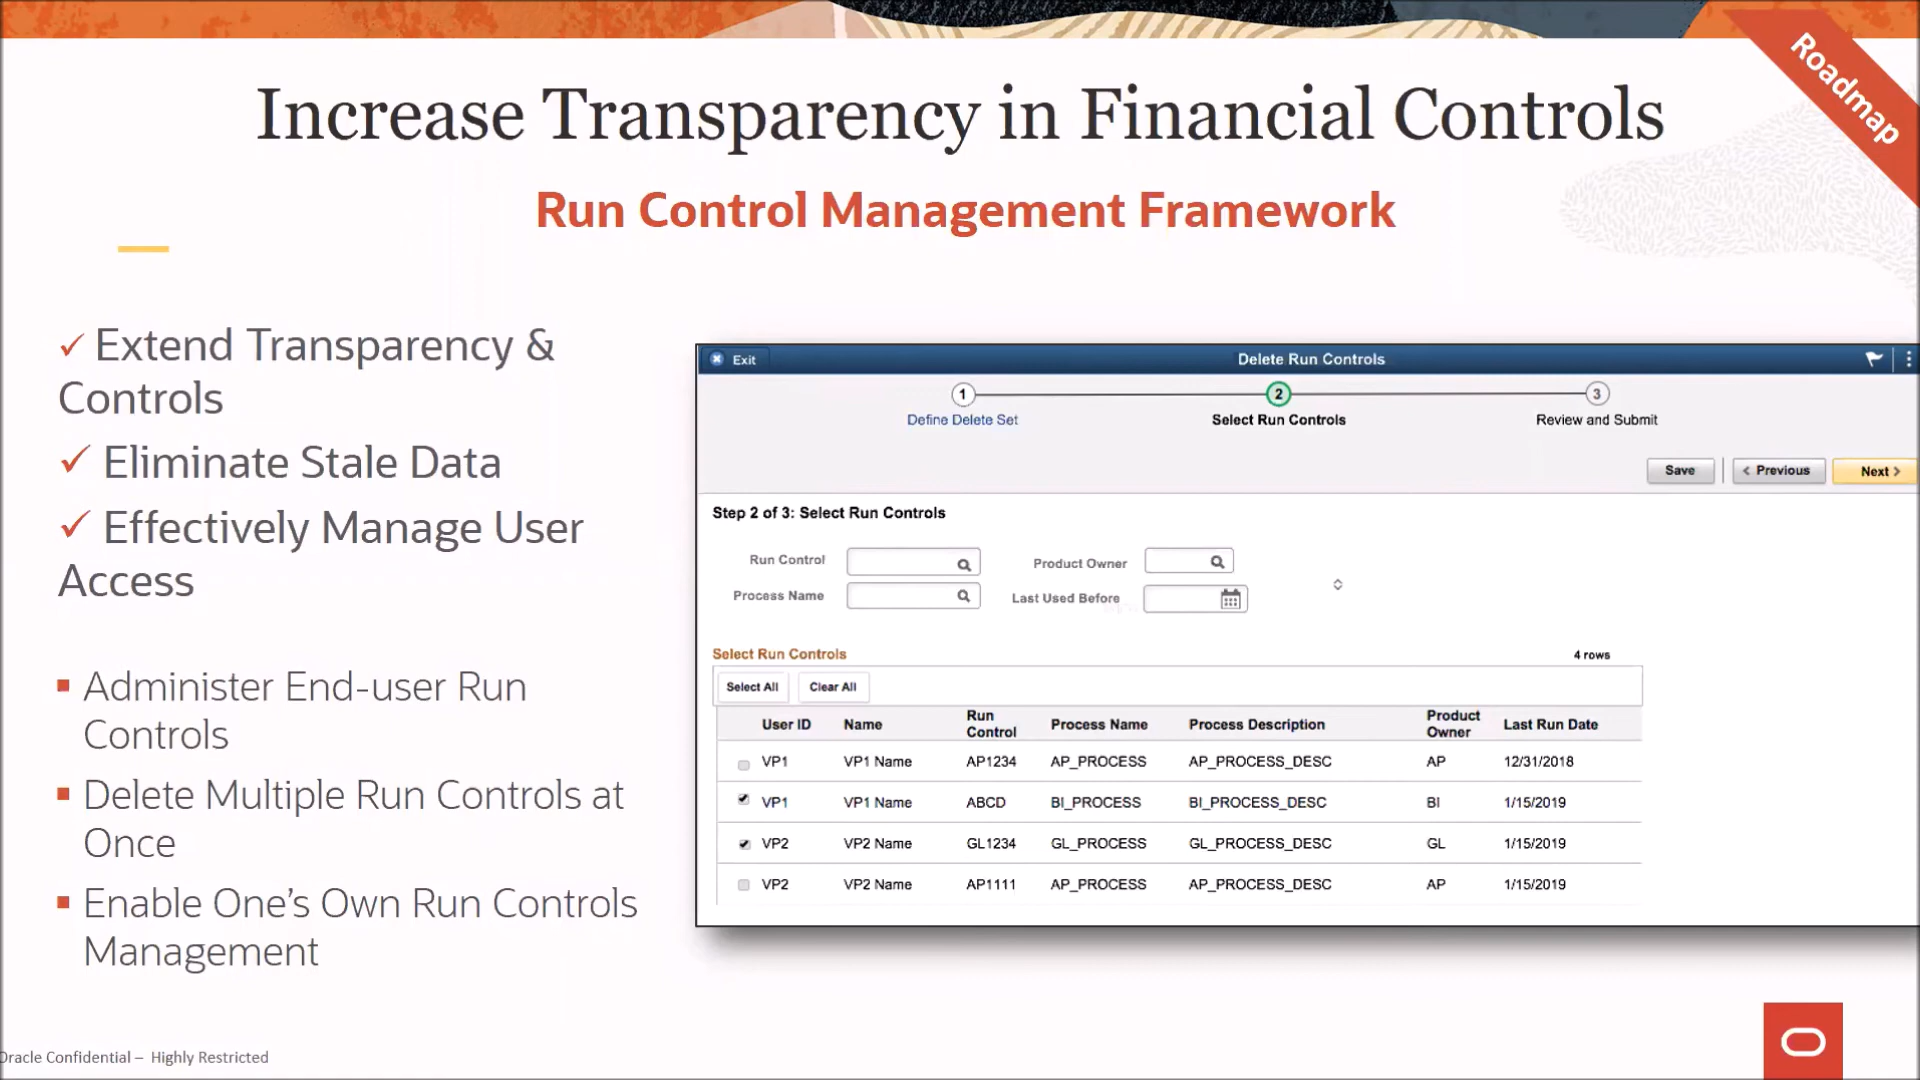 Roadmap
Increase Transparency in Financial Controls
Run Control Management Framework
Extend Transparency &
Controls
Eliminate Stale Data
Effectively Manage User
Access
Administer End-user Run
Controls
Delete Multiple Run Controls at
Once
Enable One's Own Run Controls
Management
Exit
Delete Run Controls
1 2 3
Define Delete Set Select Run Controls Review and Submit
Save Previous Next
Step 2 of 3: Select Run Controls
Run Control Product Owner
Process Name Last Used Before
Select Run Controls 4 rows
Select All Clear All
User ID Name Run Control Process Name Process Description Product Owner Last Run Date
VP1 VP1 Name AP1234 AP_PROCESS AP_PROCESS_DESC AP 12/31/2018
VP1 VP1 Name ABCD BI_PROCESS BI_PROCESS_DESC BI 1/15/2019
VP2 VP2 Name GL1234 GL_PROCESS GL_PROCESS_DESC GL 1/15/2019
VP2 VP2 Name AP1111 AP_PROCESS AP_PROCESS_DESC AP 1/15/2019
Oracle Confidential – Highly Restricted